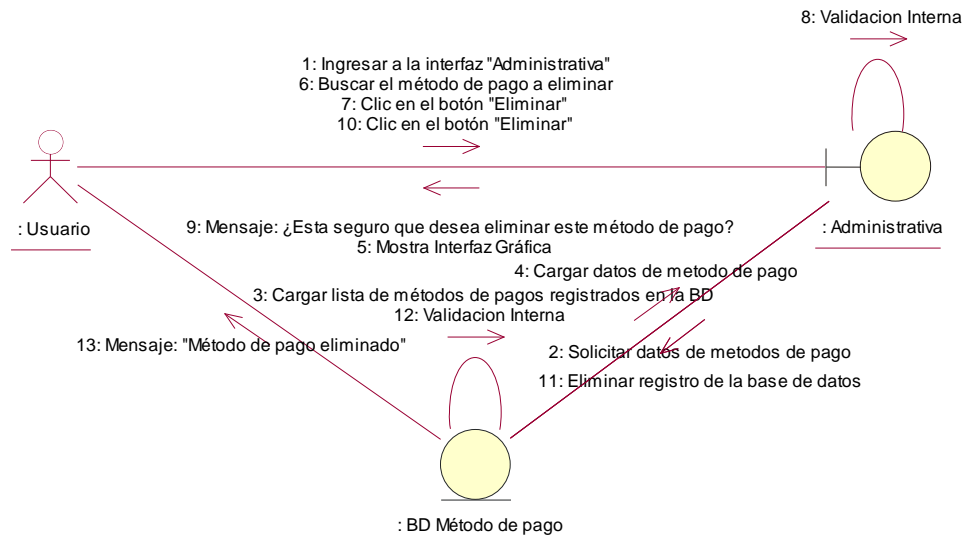 8: Validacion Interna
1: Ingresar a la interfaz "Administrativa"
6: Buscar el método de pago a eliminar
7: Clic en el botón "Eliminar"
10: Clic en el botón "Eliminar"
: Usuario
9: Mensaje: ¿Esta seguro que desea eliminar este método de pago?
: Administrativa
5: Mostra Interfaz Gráfica
4: Cargar datos de metodo de pago
3: Cargar lista de métodos de pagos registrados en la BD
12: Validacion Interna
13: Mensaje: "Método de pago eliminado"
2: Solicitar datos de metodos de pago
11: Eliminar registro de la base de datos
: BD Método de pago